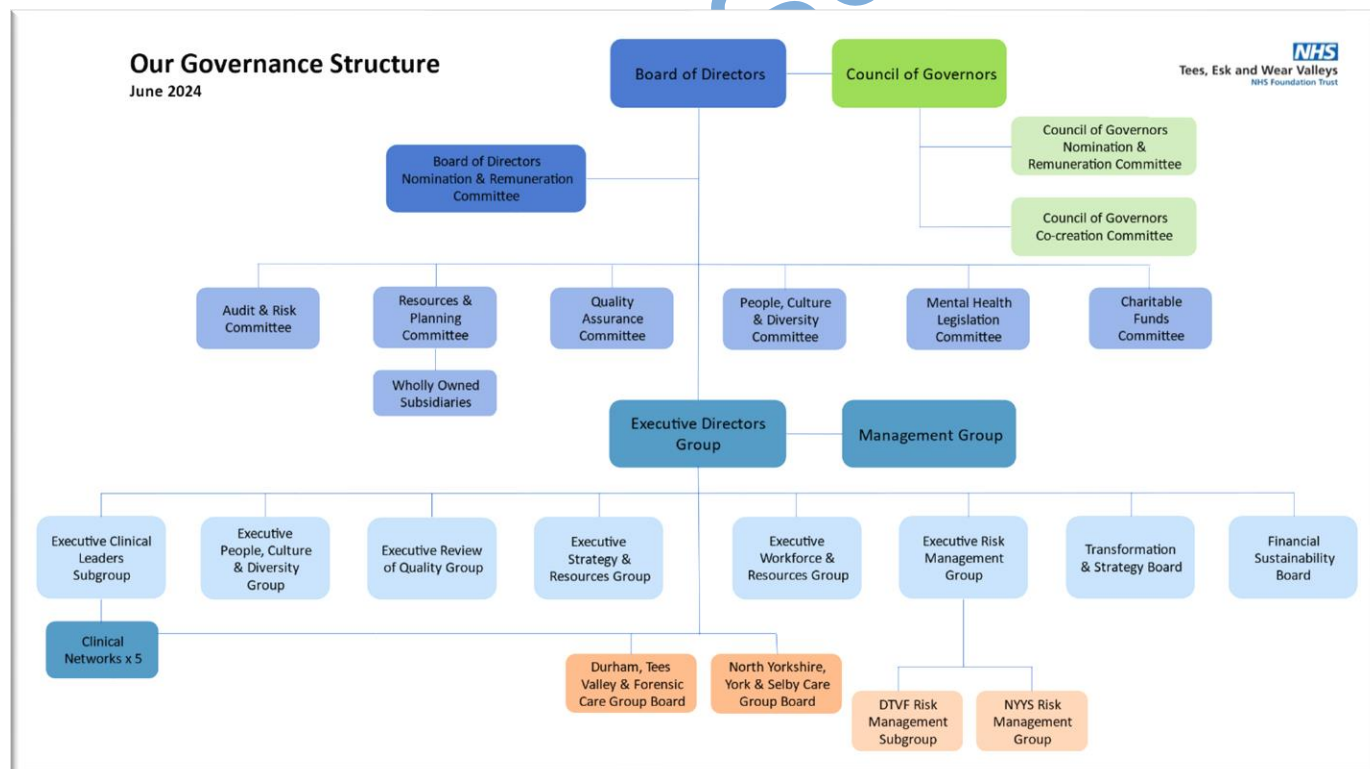 Our Governance Structure
June 2024
Board of Directors
Council of Governors
NHS
Tees, Esk and Wear Valleys
NHS Foundation Trust
Council of Governors
Nomination &
Remuneration Committee
Board of Directors
Nomination & Remuneration
Committee
Council of Governors
Co-creation Committee
Audit & Risk
Committee
Resources &
Planning
Committee
Quality
Assurance
Committee
People, Culture
& Diversity
Committee
Mental Health
Legislation
Committee
Charitable
Funds
Committee
Wholly Owned
Subsidiaries
Executive Directors
Group
Management Group
Executive Clinical
Leaders
Subgroup
Executive
People, Culture
& Diversity
Group
Executive Review
of Quality Group
Executive
Strategy &
Resources Group
Executive
Workforce &
Resources Group
Executive Risk
Management
Group
Transformation
& Strategy Board
Financial
Sustainability
Board
Clinical
Networks x 5
Durham, Tees
Valley & Forensic
Care Group Board
North Yorkshire,
York & Selby Care
Group Board
DTVF Risk
Management
Subgroup
NYYS Risk
Management
Group